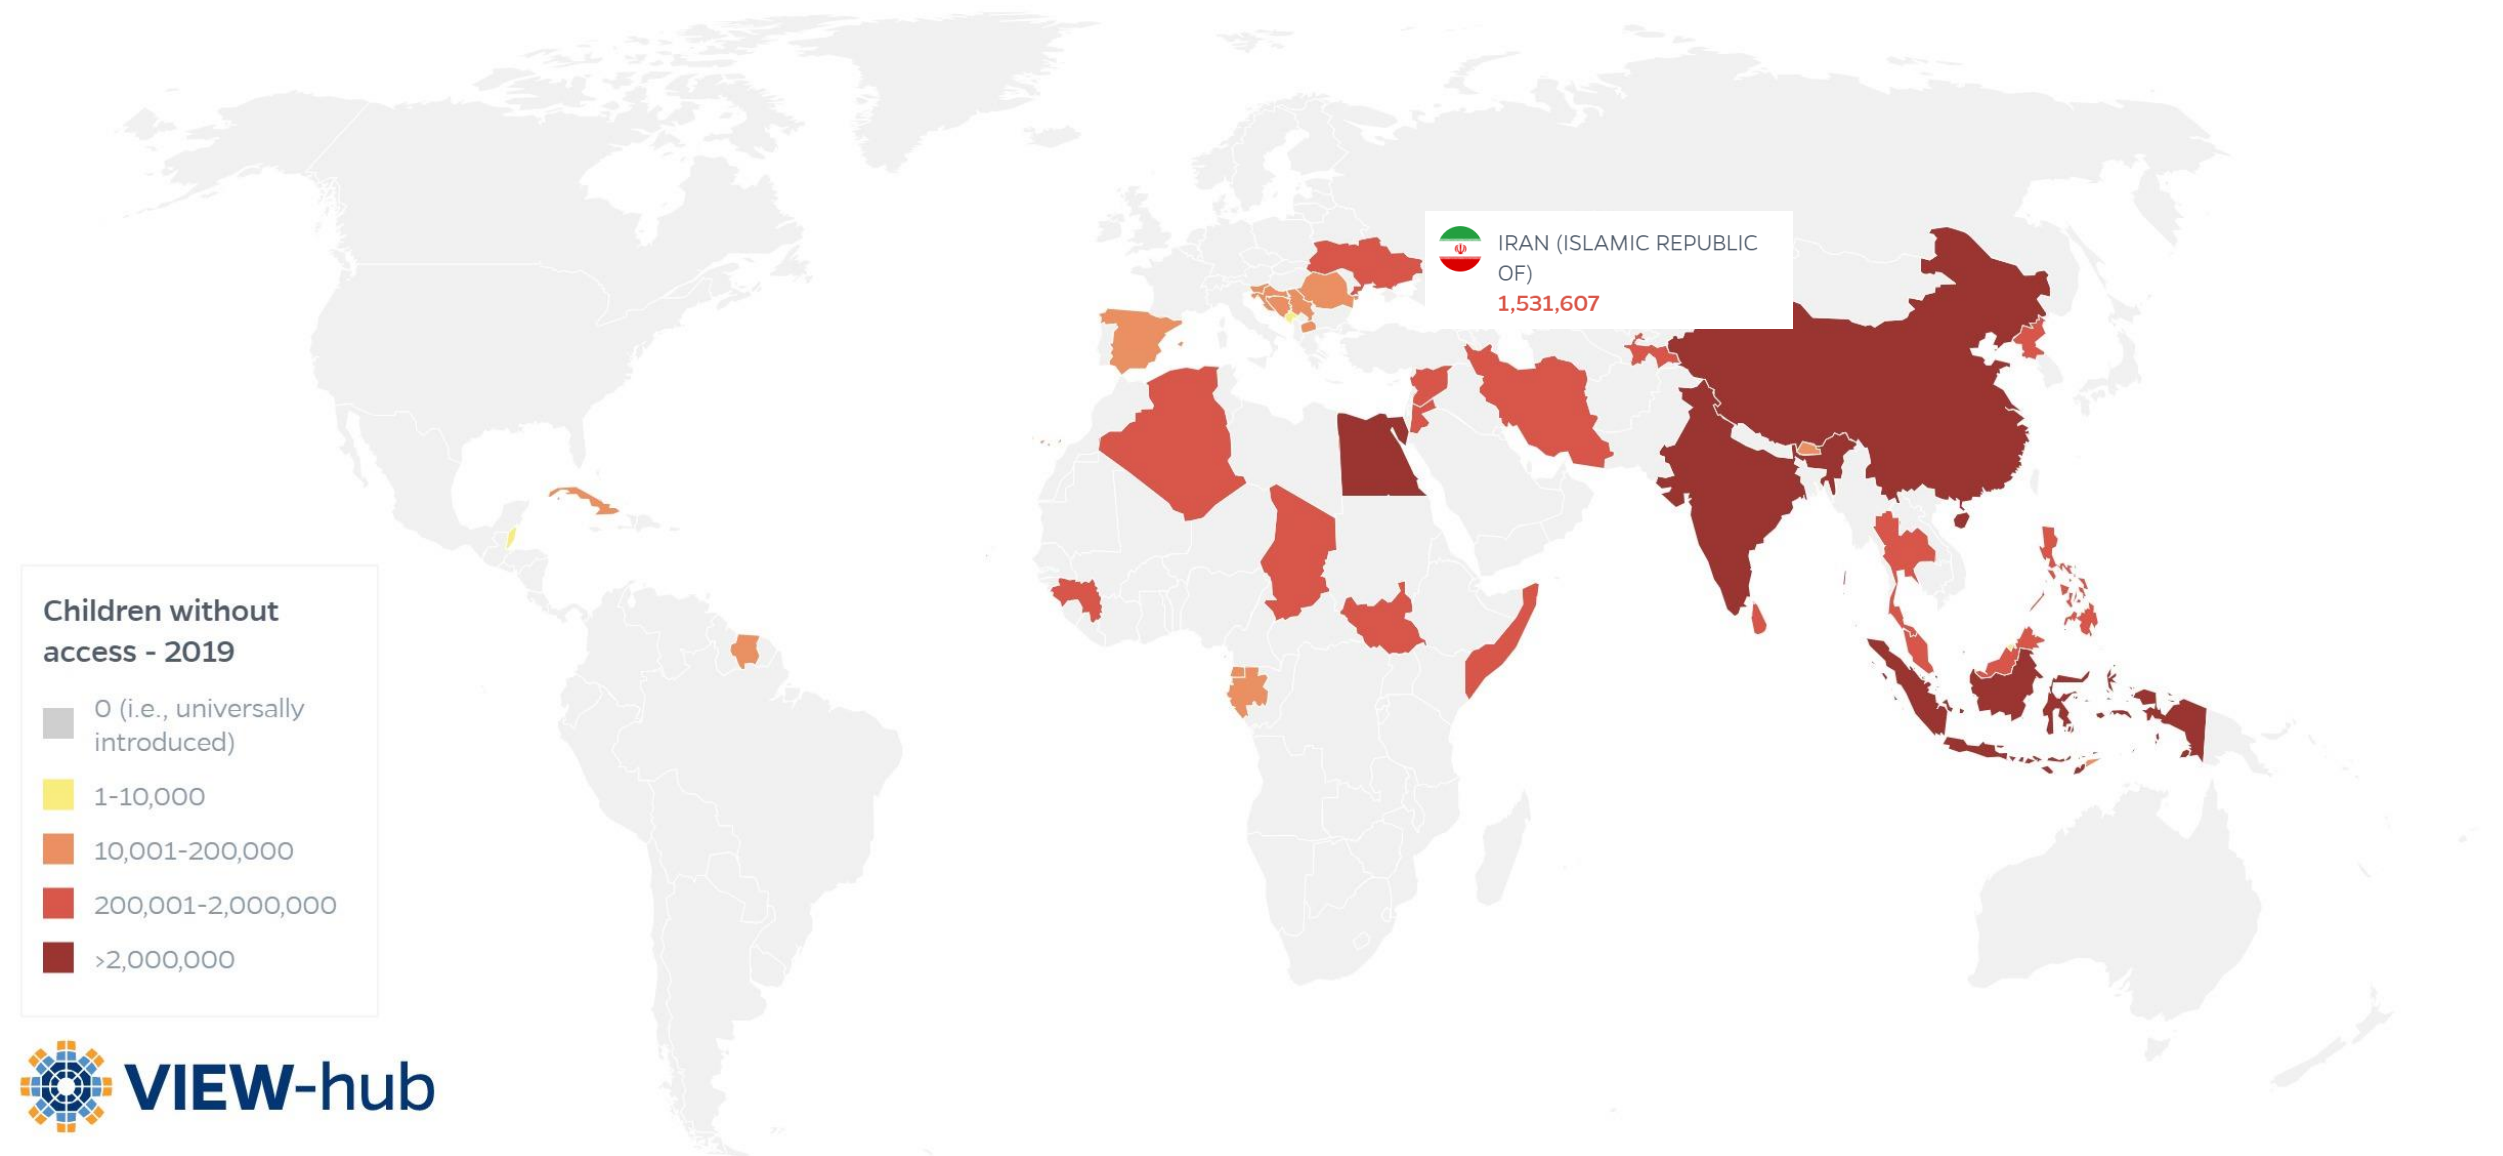 IRAN (ISLAMIC REPUBLIC
OF)
1,531,607
Children without
access - 2019
0 (i.e., universally
introduced)
1-10,000
10,001-200,000
200,001-2,000,000
>2,000,000
VIEW-hub